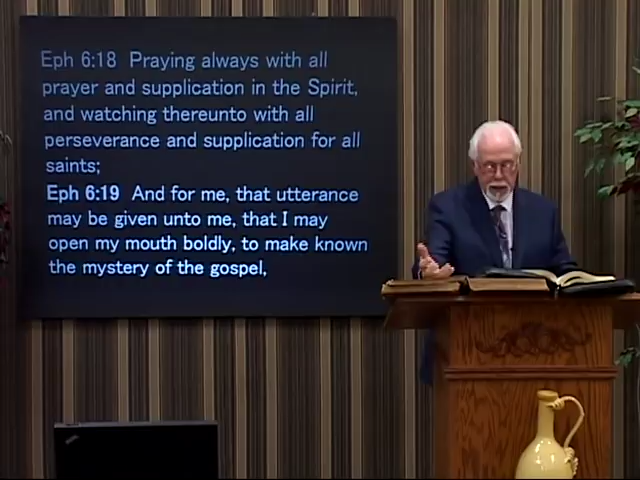 Eph 6:18 Praying always with all
prayer and supplication in the Spirit,
and watching thereunto with all
perseverance and supplication for all
saints;
Eph 6:19 And for me, that utterance
may be given unto me, that I may
open my mouth boldly, to make known
the mystery of the gospel,